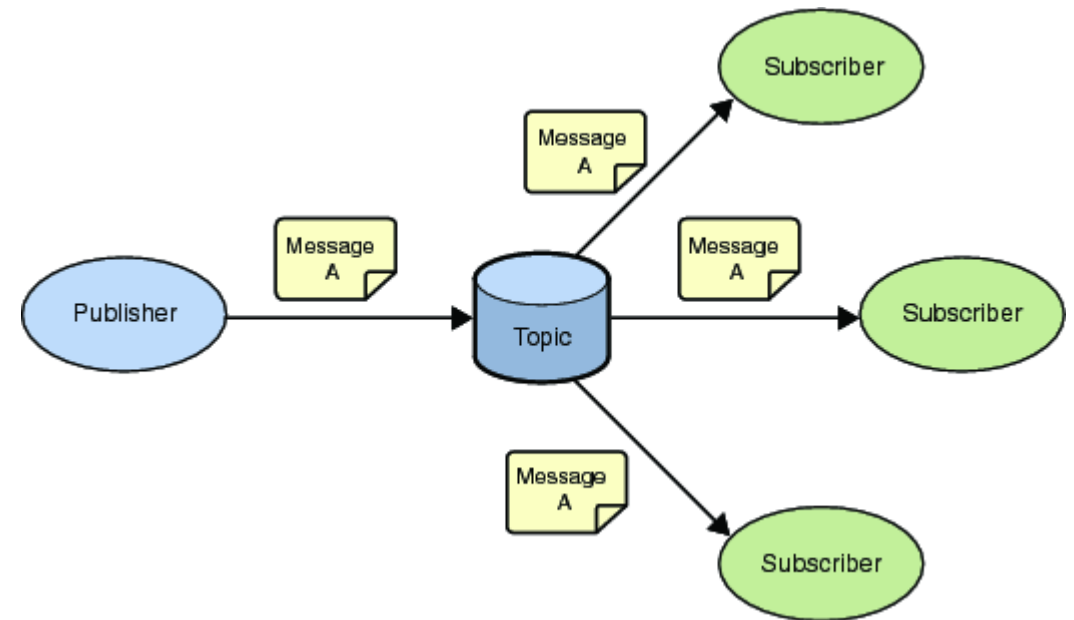 Subscriber
Message
A
Message
A
Message
A
Publisher
Topic
Subscriber
Message
A
Subscriber